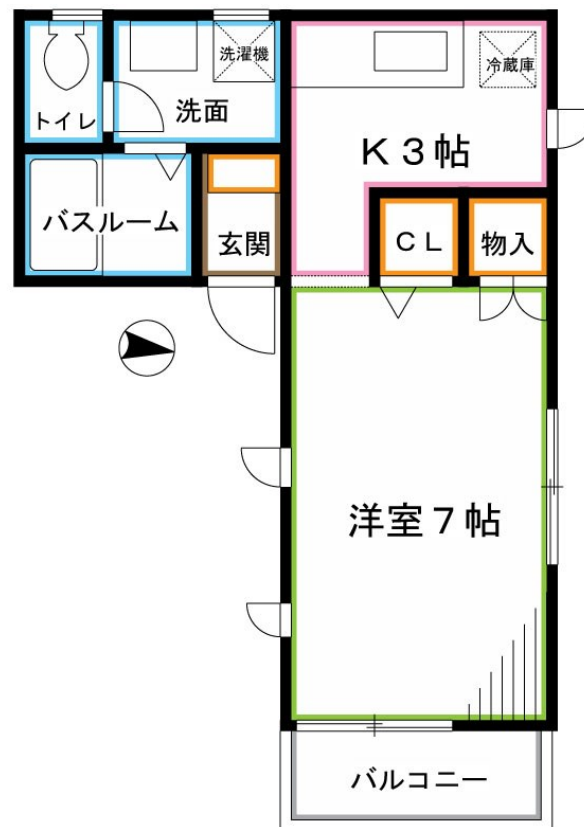 トイレ
洗面
洗濯機
冷蔵庫
K 3帖
バスルーム
玄関
CL
物入
洋室7帖
バルコニー